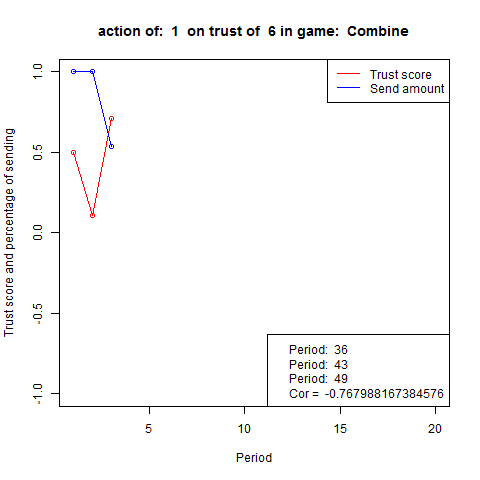 action of:  1  on trust of  6 in game:  Combine
Trust score
Send amount
Trust score and percentage of sending
1.0
0.5
0.0
-0.5
-1.0
Period:  36
Period:  43
Period:  49
Cor =  -0.767988167384576
5
10
15
20
Period